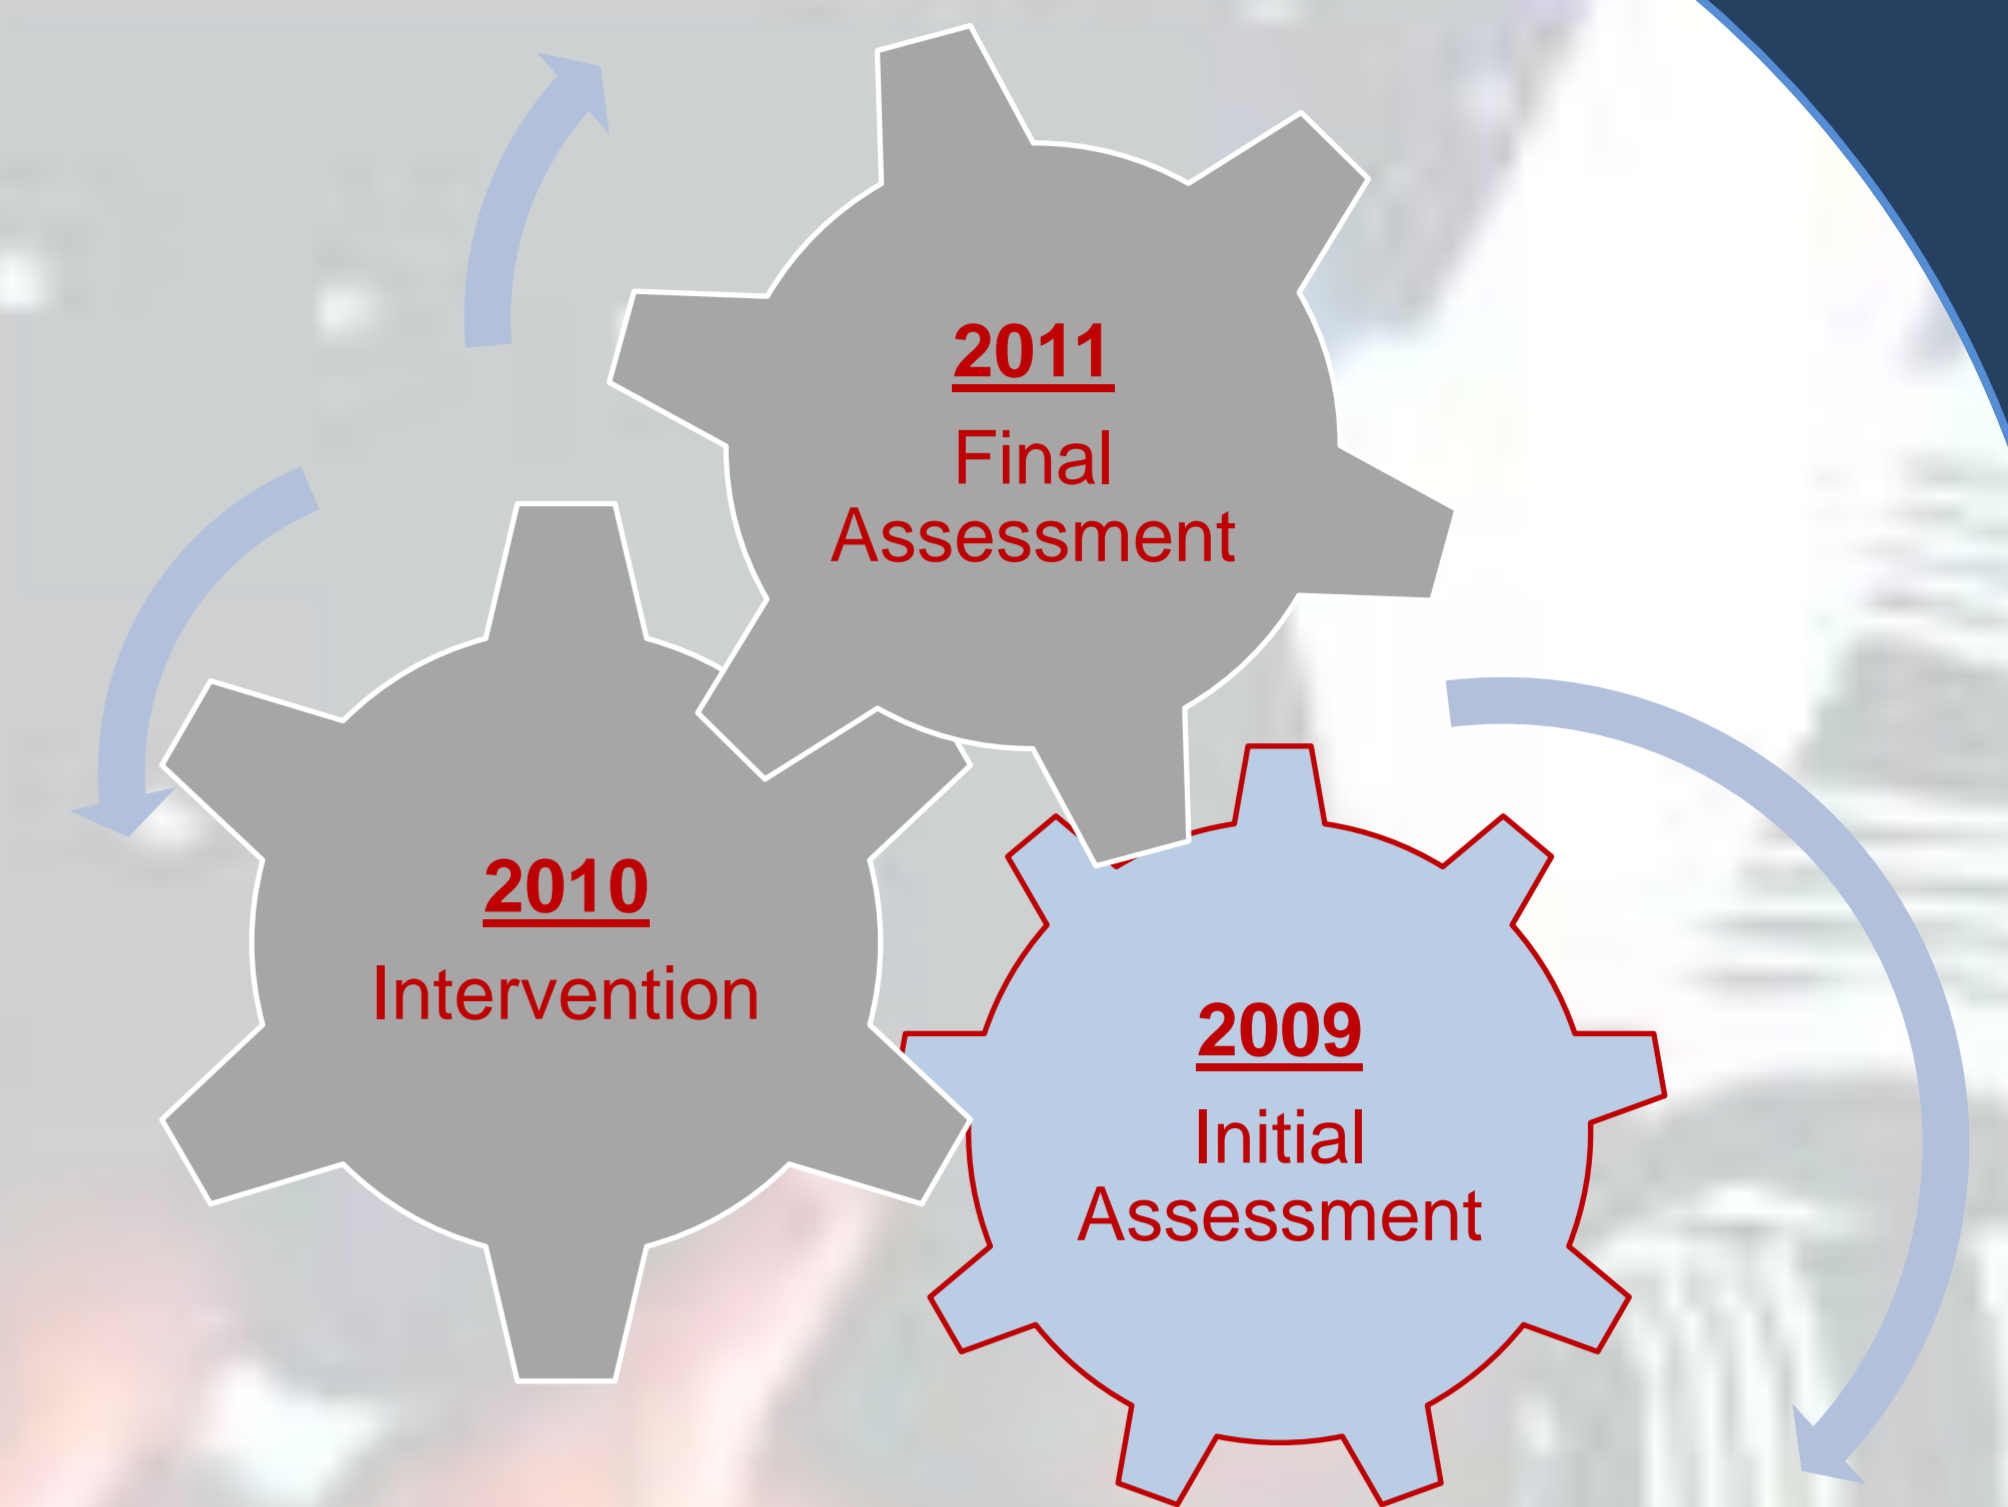 2011
Final
Assessment
2010
Intervention
2009
Initial
Assessment